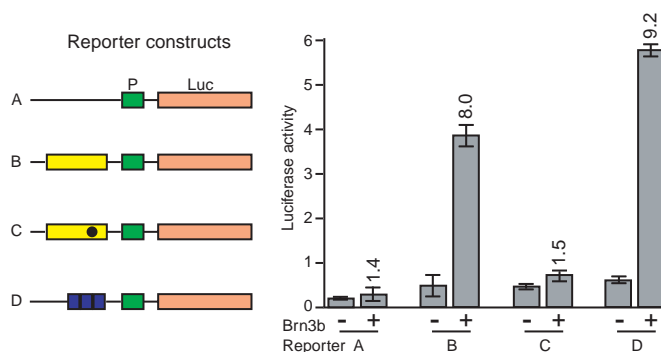 Reporter constructs
P
Luc
A
B
C
D
Luciferase activity
6
5
4
3
2
1
0
1.4
8.0
1.5
9.2
Brn3b - + - + - + - +
Reporter A B C D